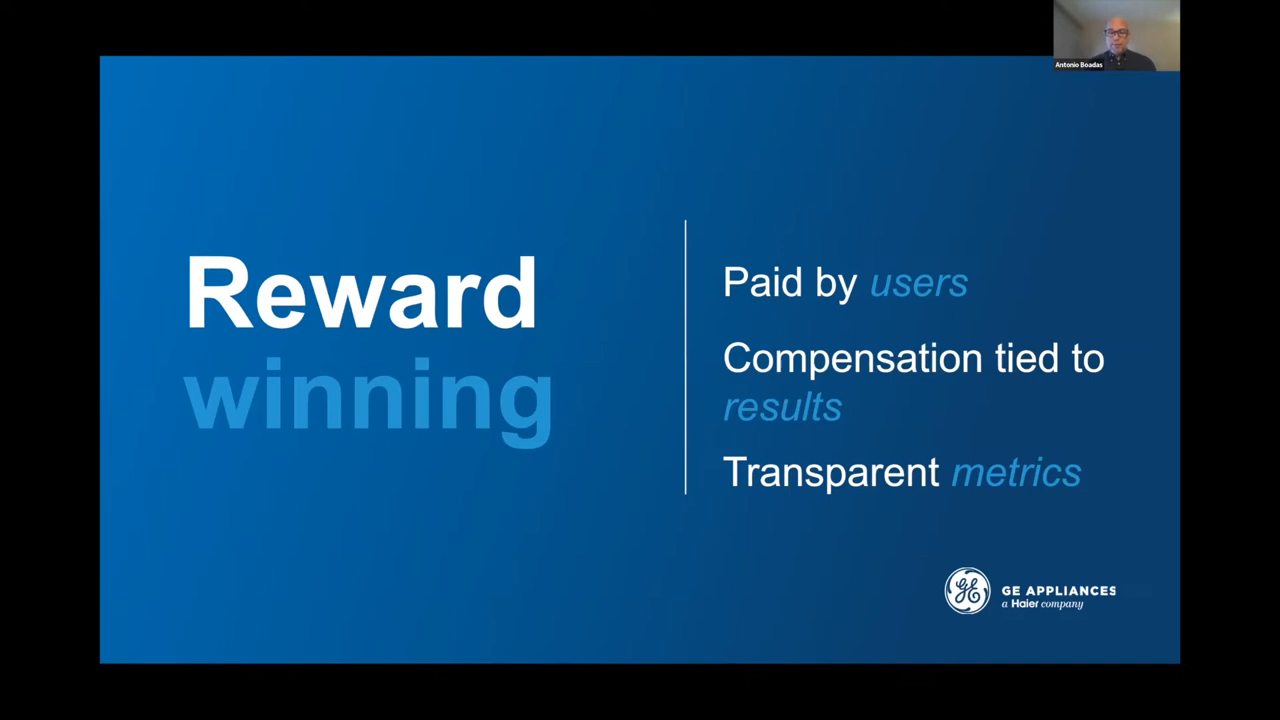 Antonio Boadas
Reward
winning
Paid by users
Compensation tied to
results
Transparent metrics
GE APPLIANCES
a Haier company